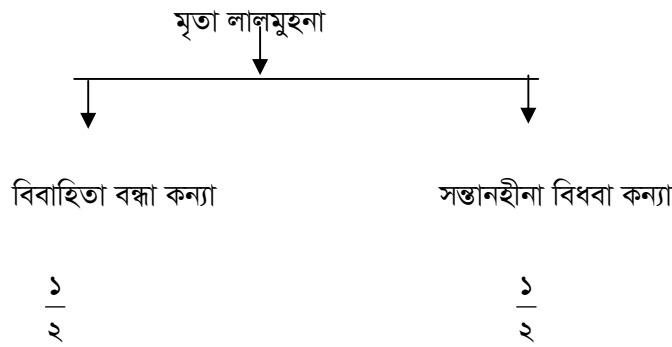 মৃতা লালমুহনা
বিবাহিতা বন্ধা কন্যা সন্তানহীনা বিধবা কন্যা
১/২ ১/২